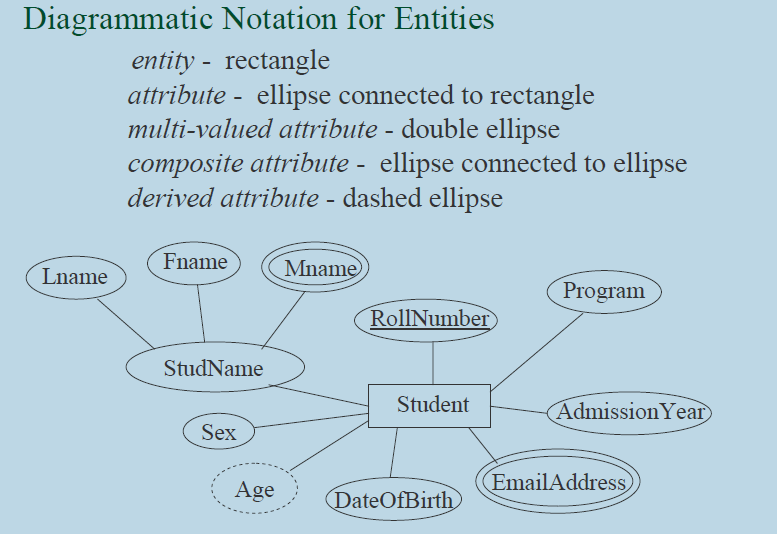 Diagrammatic Notation for Entities
entity - rectangle
attribute - ellipse connected to rectangle
multi-valued attribute - double ellipse
composite attribute - ellipse connected to ellipse
derived attribute - dashed ellipse
Lname
Fname
Mname
Program
RollNumber
StudName
Student
AdmissionYear
Sex
Age
DateOfBirth
EmailAddress